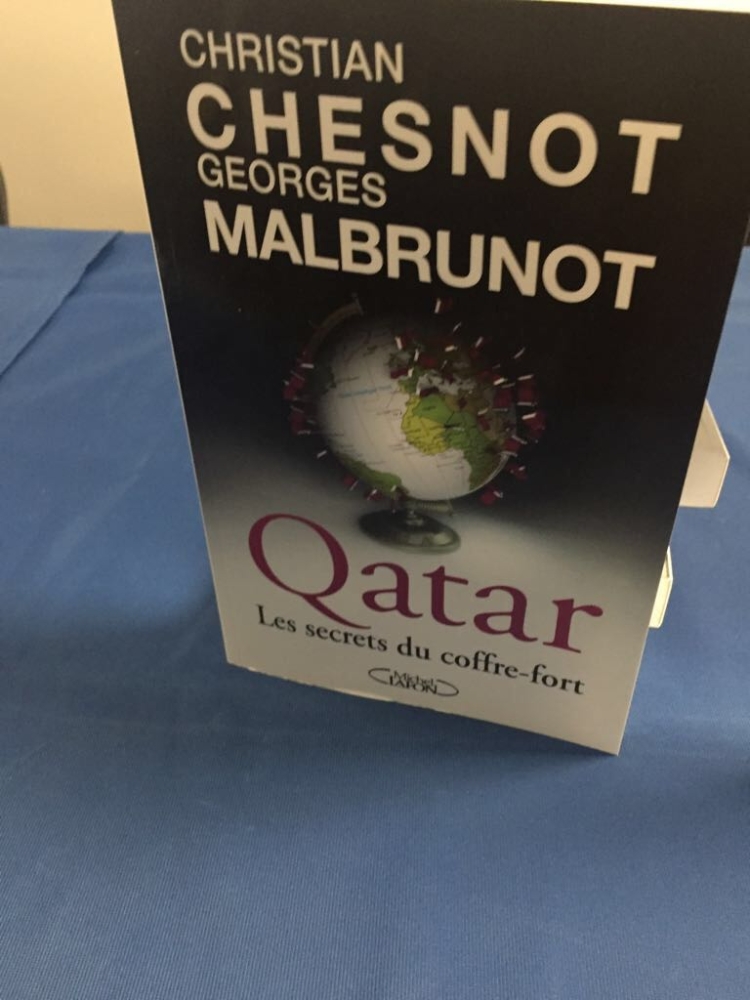 CHRISTIAN
CHESNOT
GEORGES
MALBRUNOT
Qatar
Les secrets du coffre-fort
Michel
LAFON